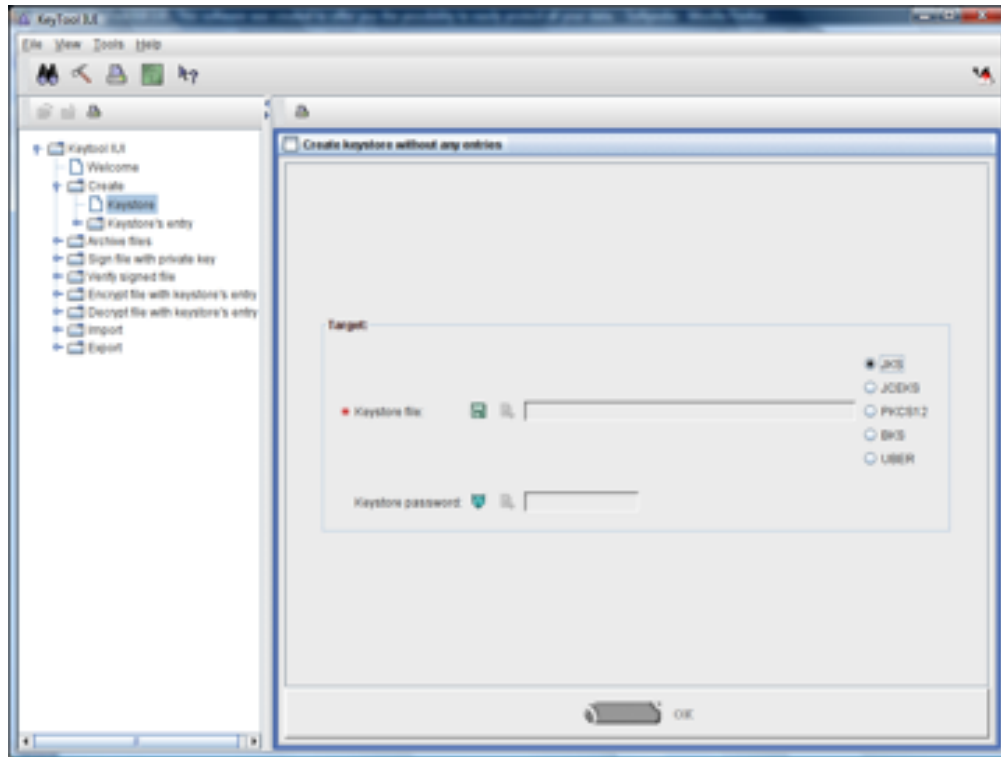 KeyTool IUI
File View Tools Help
Keytool IUI
Welcome
Create
Keystore
Keystore's entry
Archive files
Sign file with private key
Verify signed file
Encrypt file with keystore's entry
Decrypt file with keystore's entry
Import
Export
Create keystore without any entries
Target:
JKS
JCEKS
Keystore file:
PKCS12
BKS
UBER
Keystore password:
OK